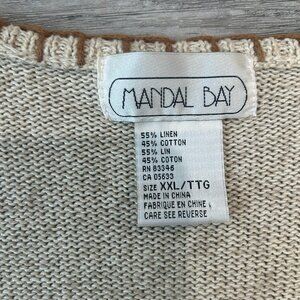 MANDAL BAY
55% LINEN
45% COTTON
55% LIN
45% COTON
RN 83346
CA 05633
SIZE XXL/TTG
MADE IN CHINA
FABRIQUE EN CHINE
CARE SEE REVERSE